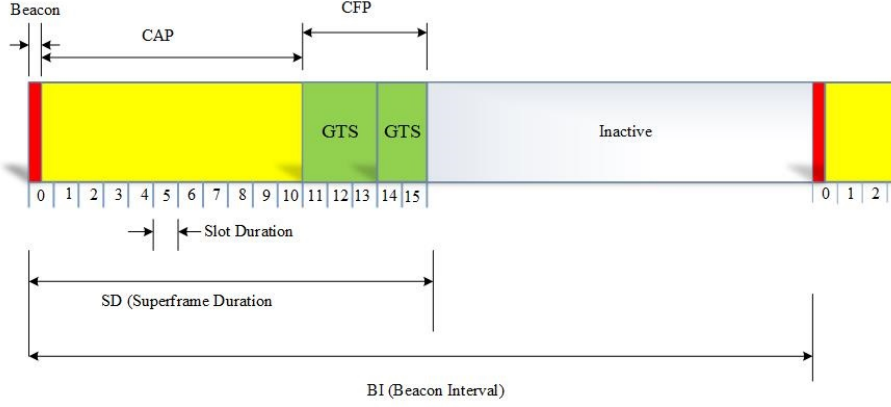 Beacon
CAP
CFP
GTS
GTS
Inactive
0 1 2 3 4 5 6 7 8 9 10 11 12 13 14 15
0 1 2
Slot Duration
SD (Superframe Duration
BI (Beacon Interval)